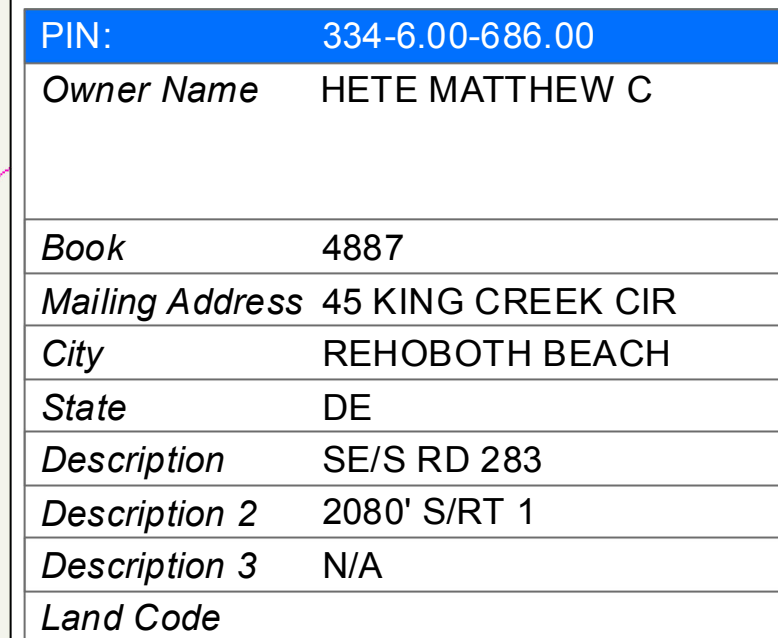 PIN: 334-6.00-686.00
Owner Name HETE MATTHEW C
Book 4887
Mailing Address 45 KING CREEK CIR
City REHOBOTH BEACH
State DE
Description SE/S RD 283
Description 2 2080' S/RT 1
Description 3 N/A
Land Code